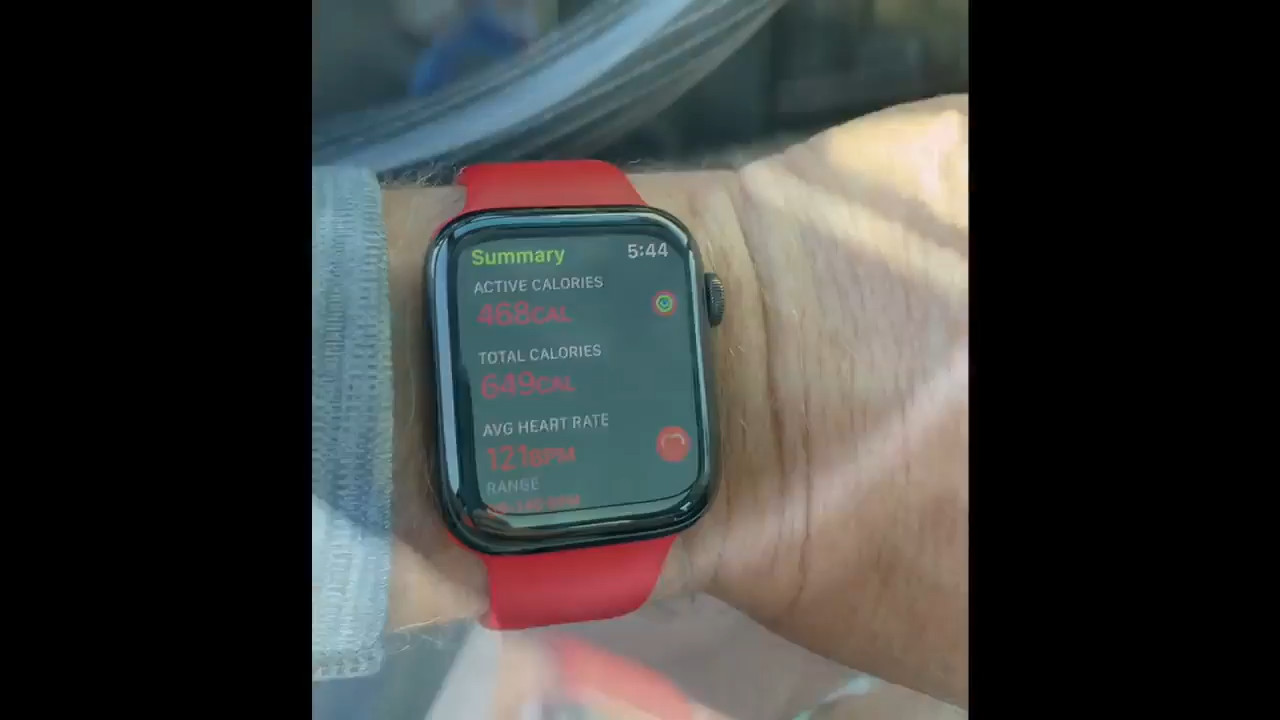 Summary 5:44
ACTIVE CALORIES
468CAL
TOTAL CALORIES
649CAL
AVG HEART RATE
121BPM
RANGE